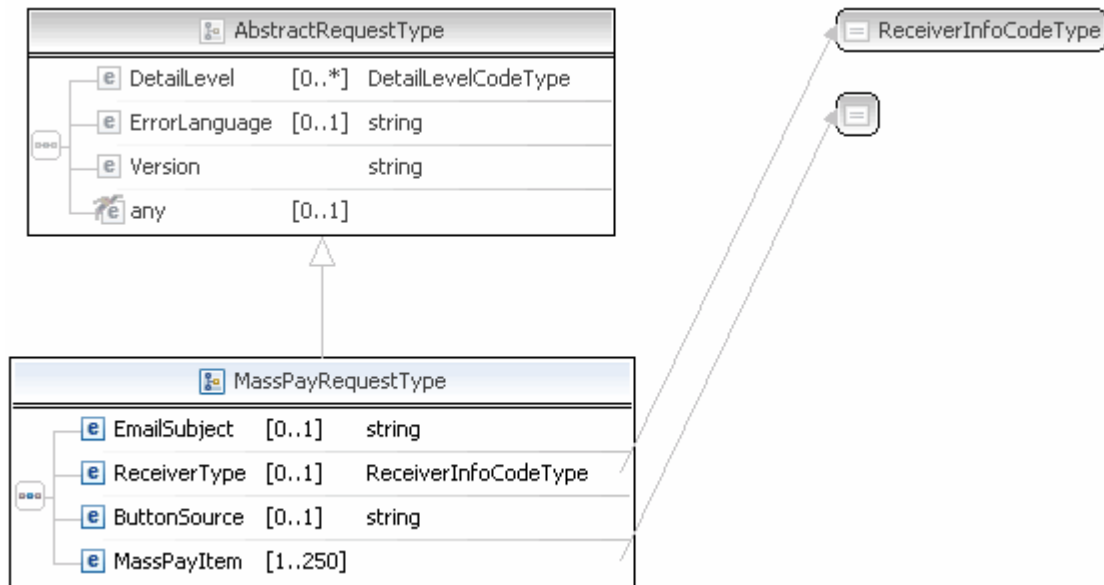 AbstractRequestType
e DetailLevel [0..*] DetailLevelCodeType
e ErrorLanguage [0..1] string
e Version string
e any [0..1]
ReceiverInfoCodeType
MassPayRequestType
e EmailSubject [0..1] string
e ReceiverType [0..1] ReceiverInfoCodeType
e ButtonSource [0..1] string
e MassPayItem [1..250]